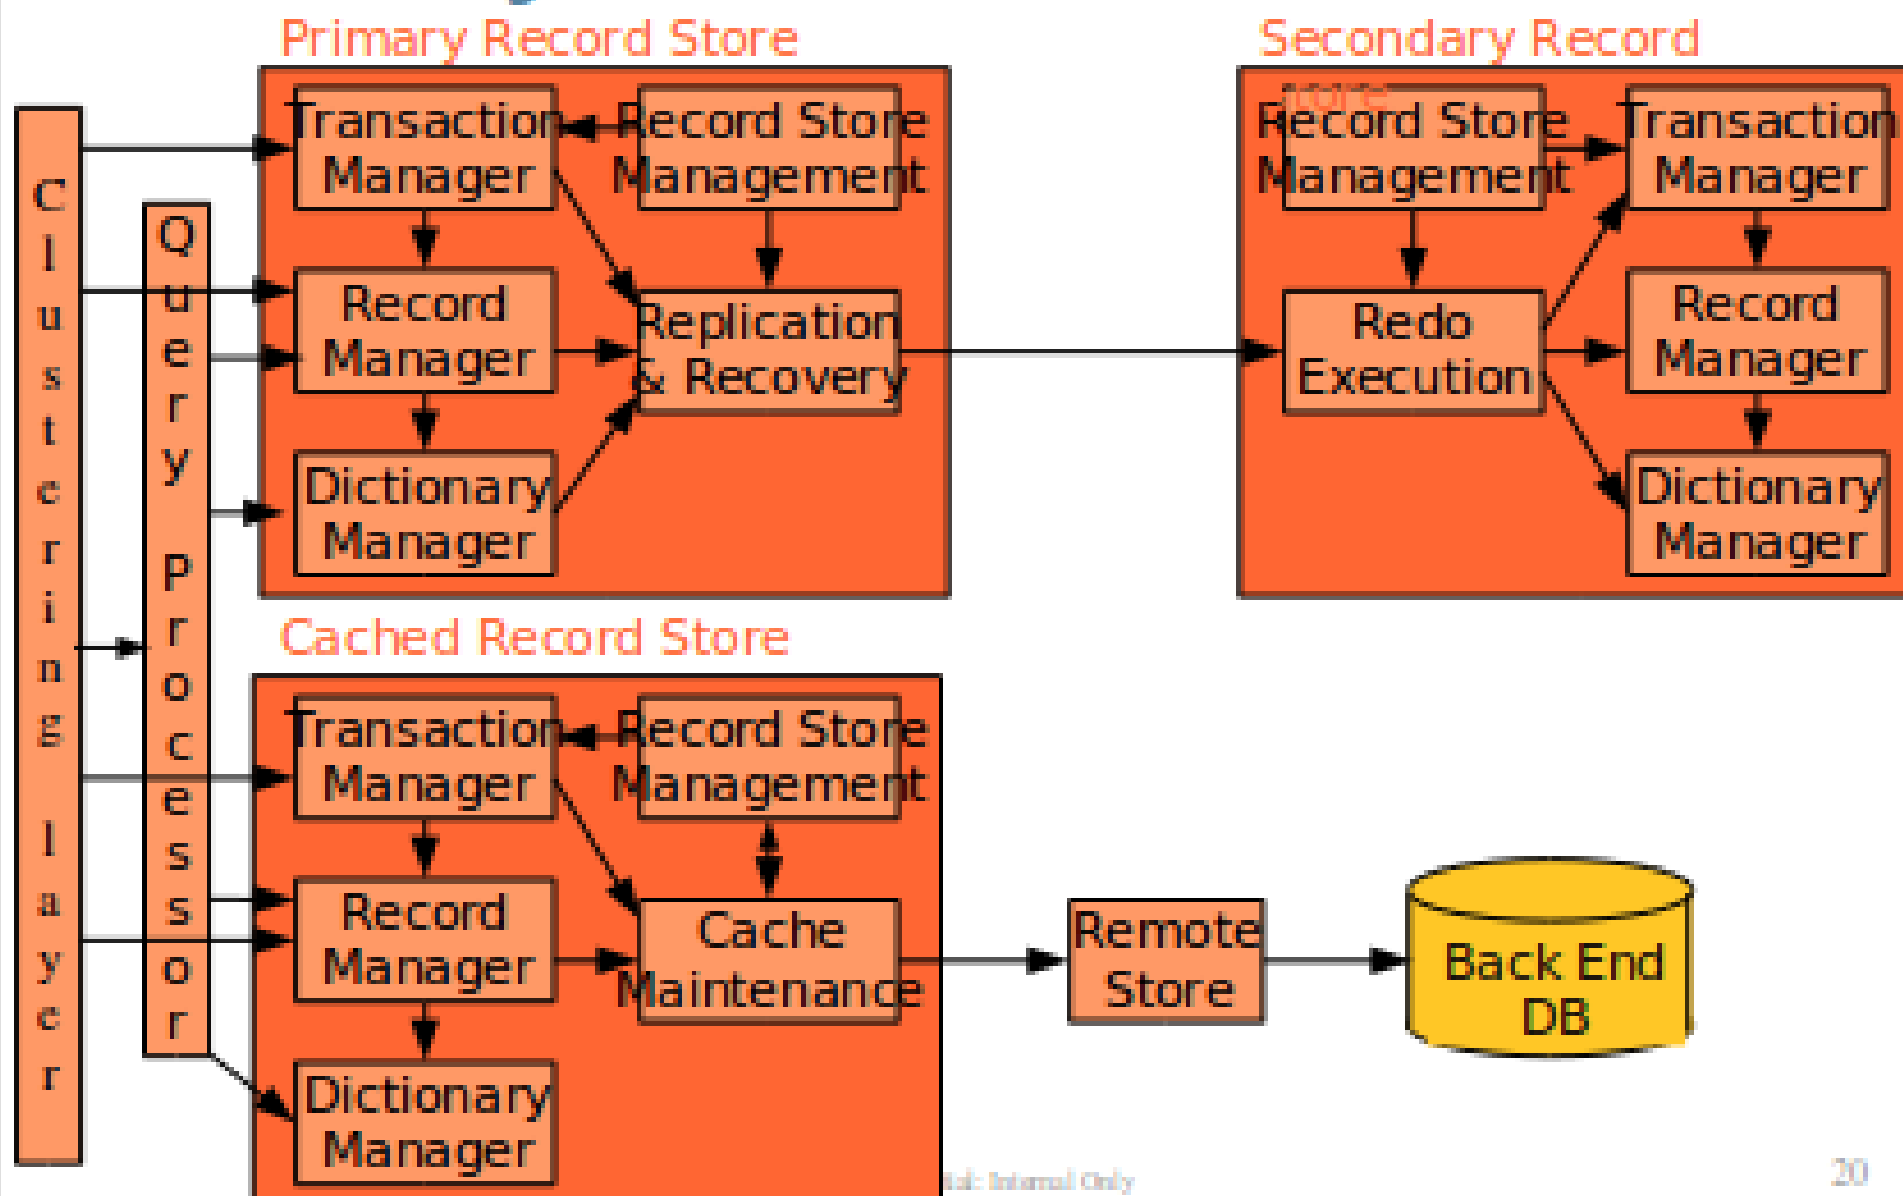 Primary Record Store
Secondary Record
Store
Clustering layer
Query Processor
Transaction
Manager
Record Store
Management
Record
Manager
Replication
& Recovery
Dictionary
Manager
Record Store
Management
Transaction
Manager
Redo
Execution
Record
Manager
Dictionary
Manager
Cached Record Store
Transaction
Manager
Record Store
Management
Record
Manager
Cache
Maintenance
Dictionary
Manager
Remote
Store
Back End
DB
Internal Only
20